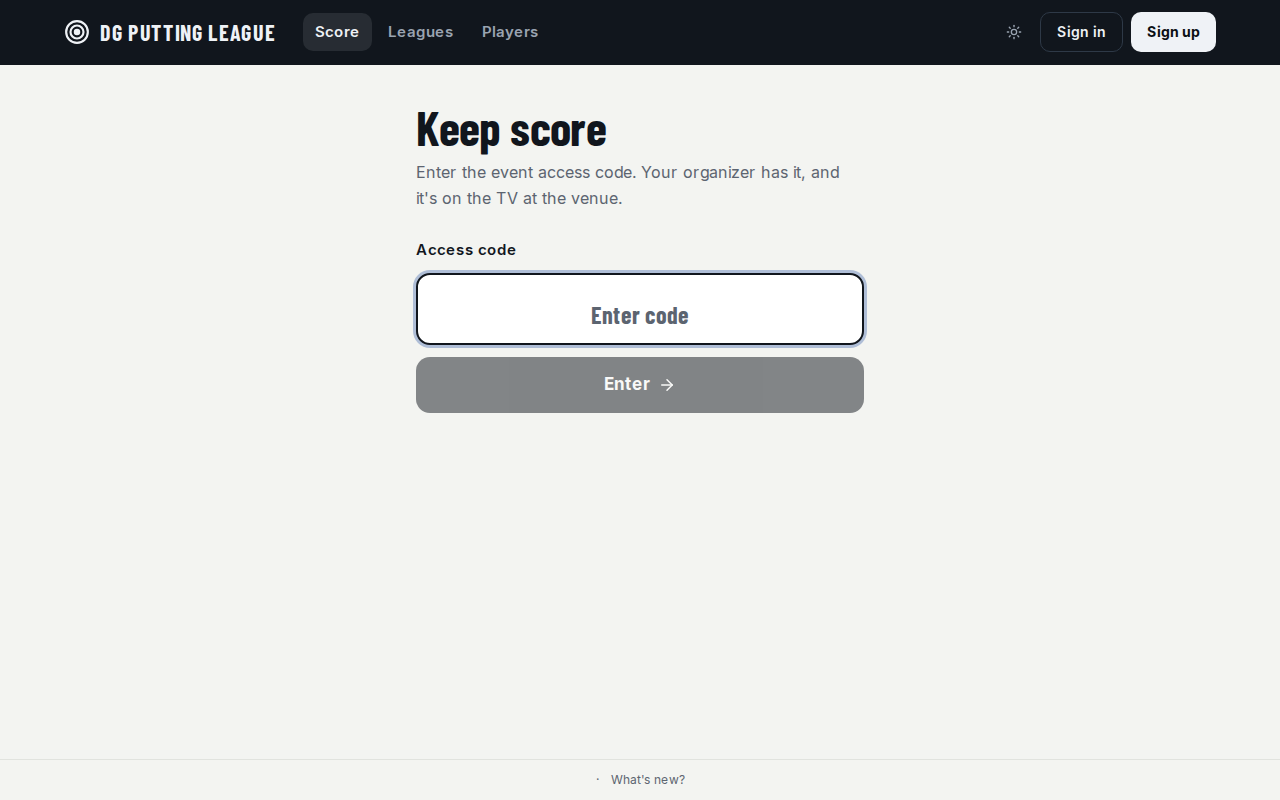 DG PUTTING LEAGUE
Score
Leagues
Players
Sign in
Sign up
Keep score
Enter the event access code. Your organizer has it, and
it's on the TV at the venue.
Access code
Enter code
Enter →
· What's new?